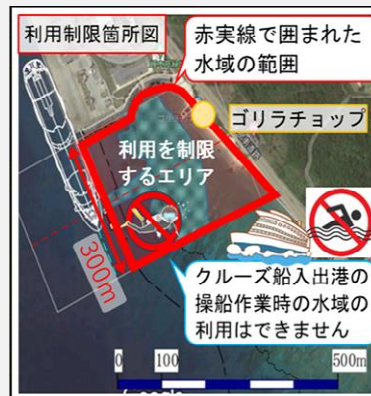 利用制限箇所図
赤実線で囲まれた
水域の範囲
ゴリラチョップ
利用を制限
するエリア
300m
クルーズ船入出港の
操船作業時の水域の
利用はできません
0 100 500m